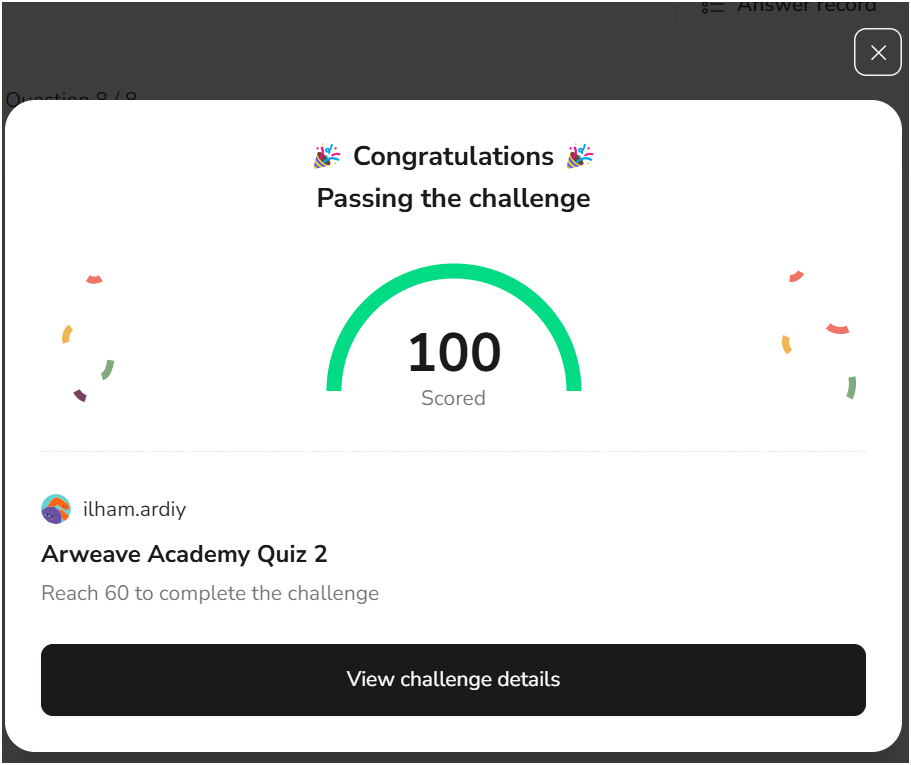 Answer record
Question 8 / 8
Congratulations
Passing the challenge
100
Scored
ilham.ardiy
Arweave Academy Quiz 2
Reach 60 to complete the challenge
View challenge details